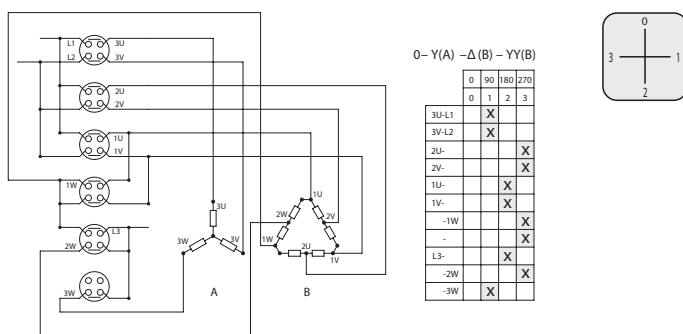 L1 3U
L2 3V
2U
2V
1U
1V
1W
L3
2W
3W
3U
3W 3V
A
1U
2W 2V
1W
2U
1V
B
0– Y(A) –Δ (B) – YY(B)
0 90 180 270
0 1 2 3
3U-L1 X
3V-L2 X
2U- X
2V- X
1U- X
1V- X
-1W X
- X
L3- X
-2W X
-3W X
0
3 1
2